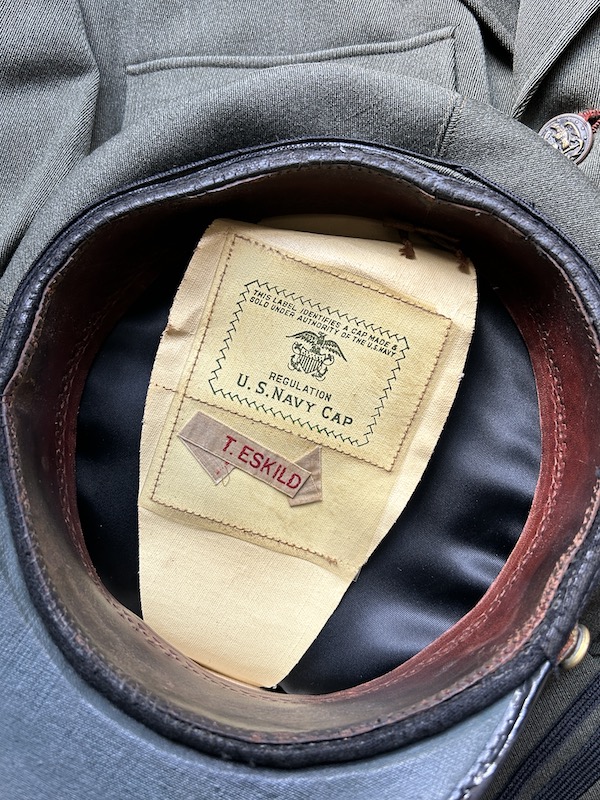 THIS LABEL IDENTIFIES A CAP MADE &
SOLD UNDER AUTHORITY OF THE U.S. NAVY
REGULATION
U.S. NAVY CAP
T. ESKILD